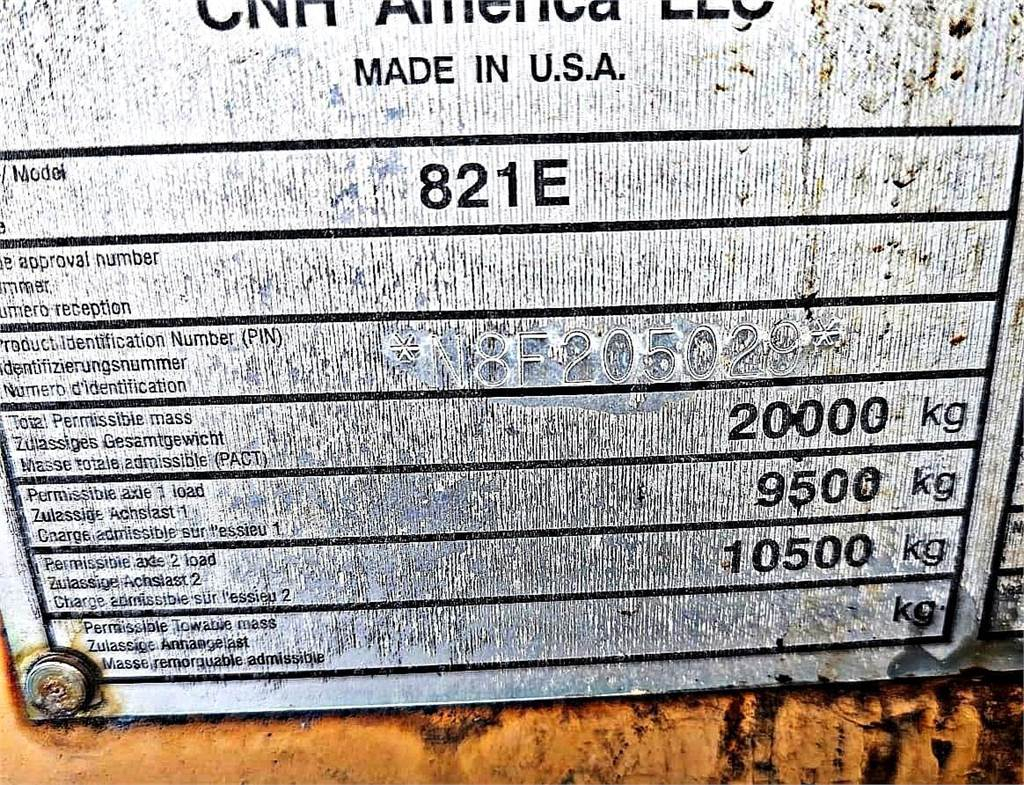 CNH America LLC
MADE IN U.S.A.
/ Model
821E
approval number
umero reception
Product Identification Number (PIN)
Identifizierungsnummer
Numero d'identification
*N8F205029*
Total Permissible mass
Zulässiges Gesamtgewicht
Masse totale admissible (PACT)
20000 kg
Permissible axle 1 load
Zulassige Achslast 1
Charge admissible sur l'essieu 1
9500 kg
Permissible axle 2 load
Zulassige Achslast 2
Charge admissible sur l'essieu 2
10500 kg
Permissible Towable mass
Zulassige Anhangelast
Masse remorquable admissible
kg